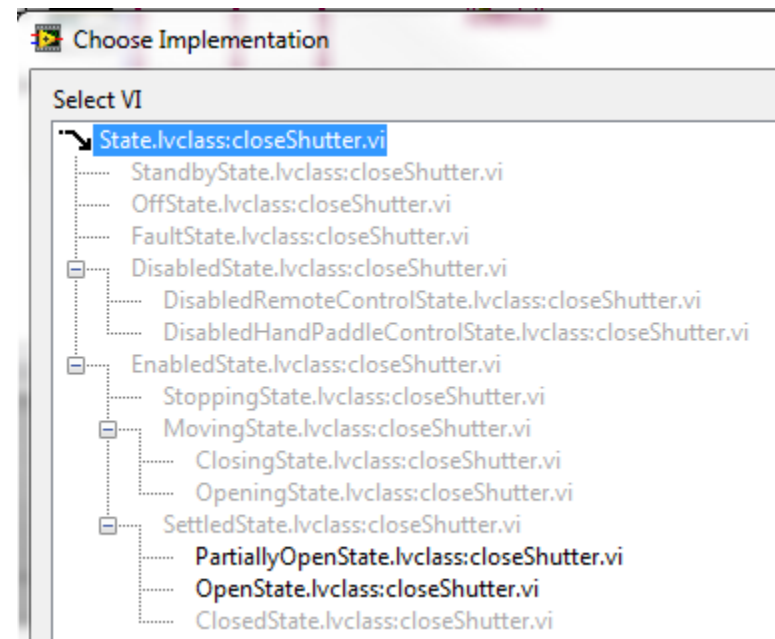 Choose Implementation
Select VI
State.lvclass:closeShutter.vi
StandbyState.lvclass:closeShutter.vi
OffState.lvclass:closeShutter.vi
FaultState.lvclass:closeShutter.vi
DisabledState.lvclass:closeShutter.vi
DisabledRemoteControlState.lvclass:closeShutter.vi
DisabledHandPaddleControlState.lvclass:closeShutter.vi
EnabledState.lvclass:closeShutter.vi
StoppingState.lvclass:closeShutter.vi
MovingState.lvclass:closeShutter.vi
ClosingState.lvclass:closeShutter.vi
OpeningState.lvclass:closeShutter.vi
SettledState.lvclass:closeShutter.vi
PartiallyOpenState.lvclass:closeShutter.vi
OpenState.lvclass:closeShutter.vi
ClosedState.lvclass:closeShutter.vi